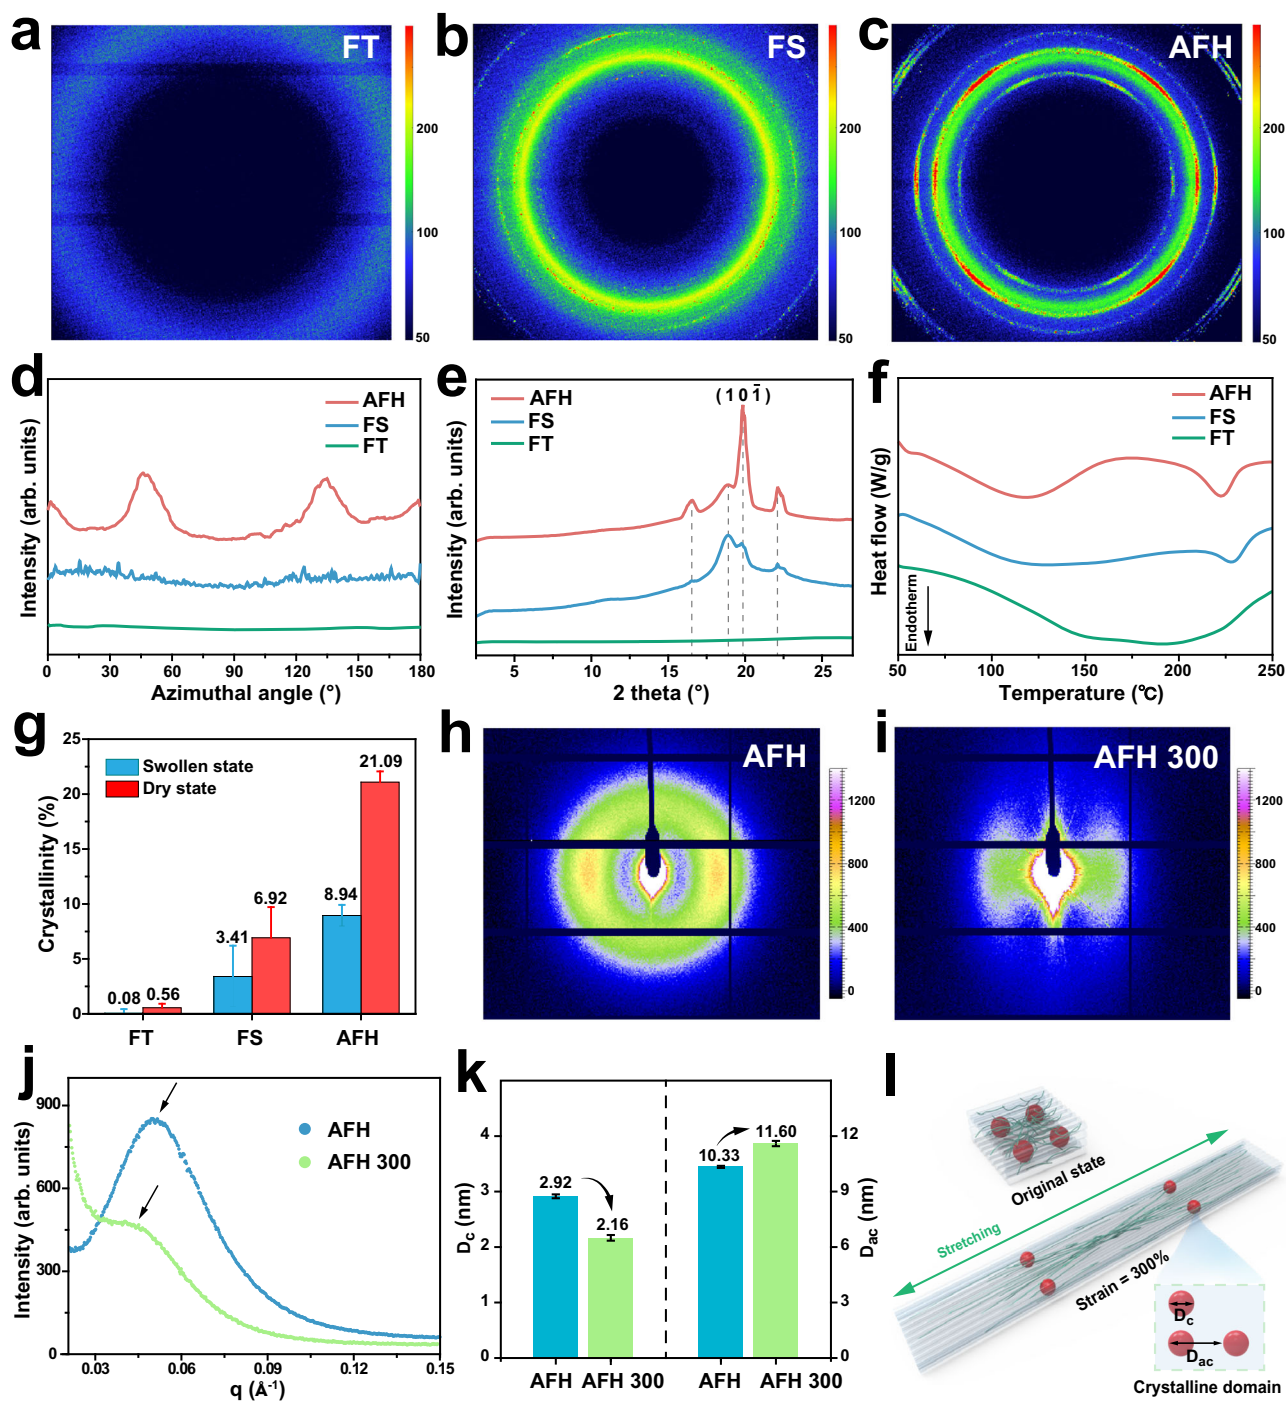 a
FT
200
100
50
b
FS
200
100
50
c
AFH
200
100
50
d
AFH
FS
FT
Intensity (arb. units)
0 30 60 90 120 150 180
Azimuthal angle (°)
e
AFH
FS
FT
(1 0 1̄)
Intensity (arb. units)
5 10 15 20 25
2 theta (°)
f
AFH
FS
FT
Heat flow (W/g)
Endotherm
50 100 150 200 250
Temperature (℃)
g
Swollen state
Dry state
Crystallinity (%)
25
20
15
10
5
0
0.08 0.56
3.41 6.92
8.94 21.09
FT FS AFH
h
AFH
1200
800
400
0
i
AFH 300
1200
800
400
0
j
AFH
AFH 300
Intensity (arb. units)
900
600
300
0
0.03 0.06 0.09 0.12 0.15
q (Å-1)
k
Dc (nm)
4
3
2
1
0
2.92
2.16
10.33
11.60
12
9
6
3
0
Dac (nm)
AFH AFH 300 AFH AFH 300
l
Original state
Stretching
Strain = 300%
Dc
Dac
Crystalline domain